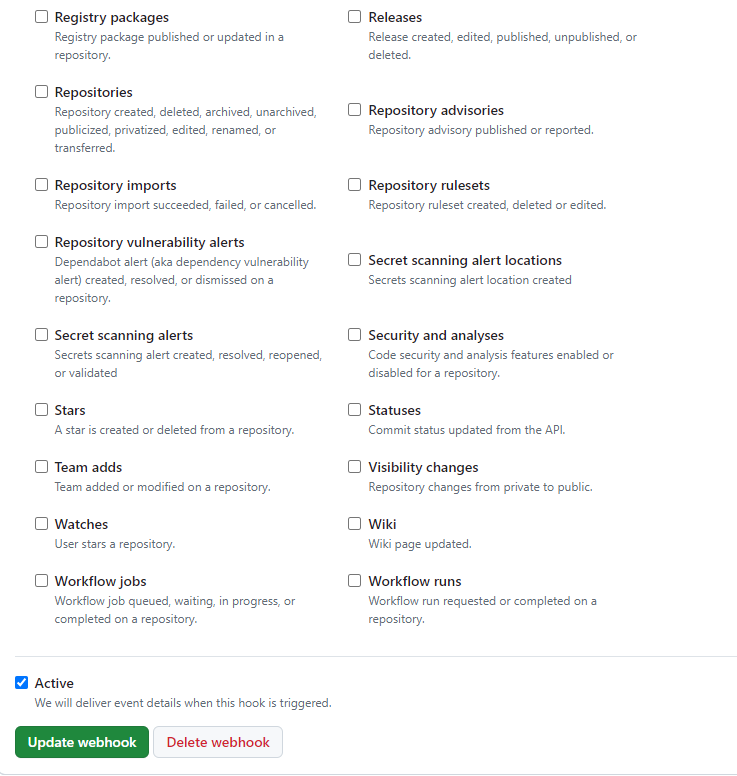 Registry packages
Registry package published or updated in a
repository.
Releases
Release created, edited, published, unpublished, or
deleted.
Repositories
Repository created, deleted, archived, unarchived,
publicized, privatized, edited, renamed, or
transferred.
Repository advisories
Repository advisory published or reported.
Repository imports
Repository import succeeded, failed, or cancelled.
Repository rulesets
Repository ruleset created, deleted or edited.
Repository vulnerability alerts
Dependabot alert (aka dependency vulnerability
alert) created, resolved, or dismissed on a
repository.
Secret scanning alert locations
Secrets scanning alert location created
Secret scanning alerts
Secrets scanning alert created, resolved, reopened,
or validated
Security and analyses
Code security and analysis features enabled or
disabled for a repository.
Stars
A star is created or deleted from a repository.
Statuses
Commit status updated from the API.
Team adds
Team added or modified on a repository.
Visibility changes
Repository changes from private to public.
Watches
User stars a repository.
Wiki
Wiki page updated.
Workflow jobs
Workflow job queued, waiting, in progress, or
completed on a repository.
Workflow runs
Workflow run requested or completed on a
repository.
Active
We will deliver event details when this hook is triggered.
Update webhook
Delete webhook